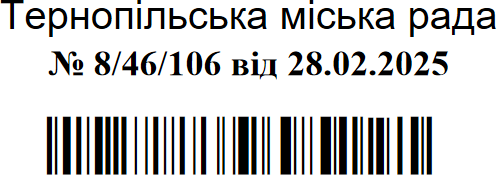 Тернопільська міська рада
№ 8/46/106 від 28.02.2025